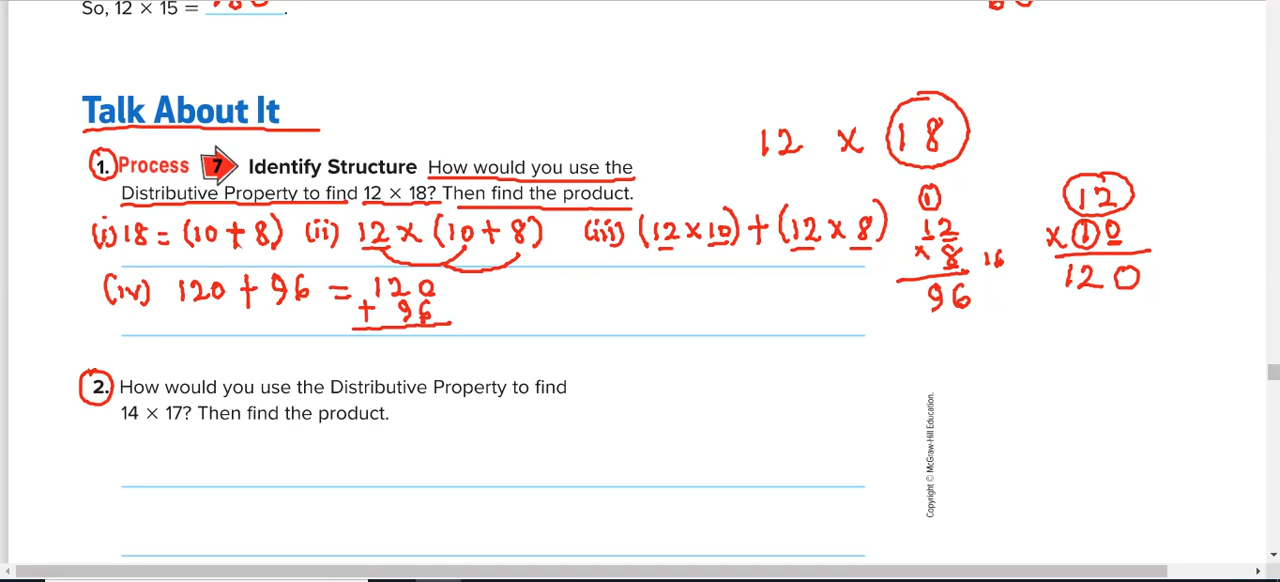 So, 12 × 15 = 180.
Talk About It
1. Process 7 Identify Structure How would you use the
Distributive Property to find 12 × 18? Then find the product.
12 x 18
(i) 18 = (10 + 8) (ii) 12 x (10 + 8) (iii) (12 x 10) + (12 x 8)
(iv) 120 + 96 = 120
+ 96
1
12
x 8 16
96
12
x 10
120
2. How would you use the Distributive Property to find
14 × 17? Then find the product.
Copyright © McGraw-Hill Education.